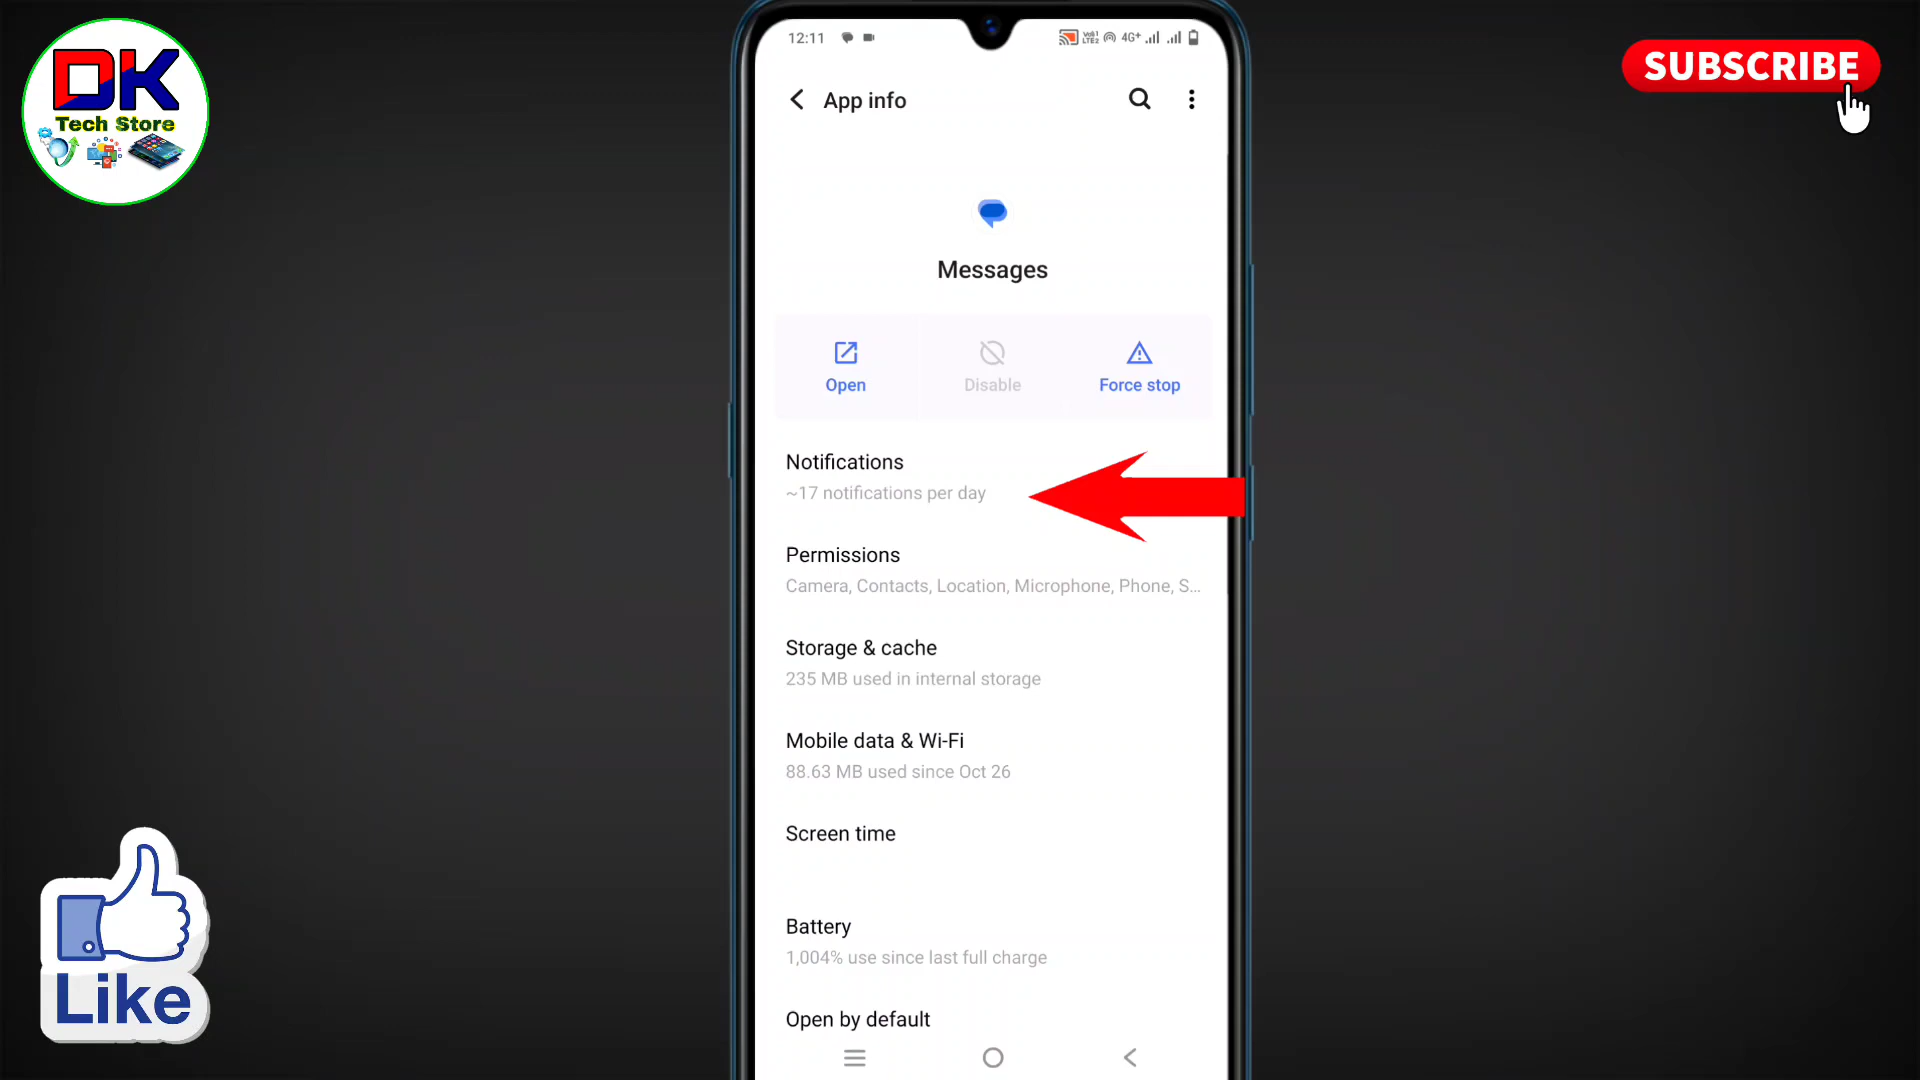 DK
Tech Store
SUBSCRIBE
12:11
4G+
App info
Messages
Open
Disable
Force stop
Notifications
~17 notifications per day
Permissions
Camera, Contacts, Location, Microphone, Phone, S...
Storage & cache
235 MB used in internal storage
Mobile data & Wi-Fi
88.63 MB used since Oct 26
Screen time
Battery
1,004% use since last full charge
Open by default
Like